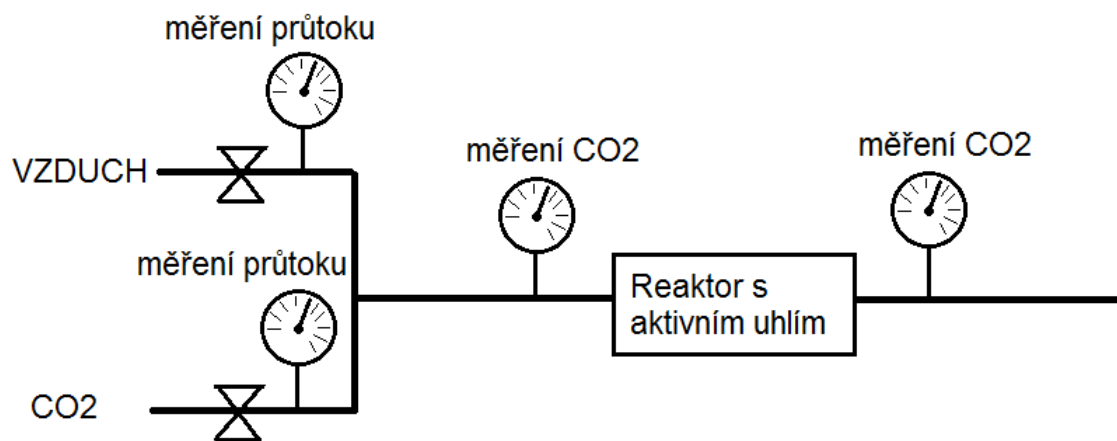 měření průtoku
VZDUCH
měření CO2
měření CO2
měření průtoku
Reaktor s
aktivním uhlím
CO2